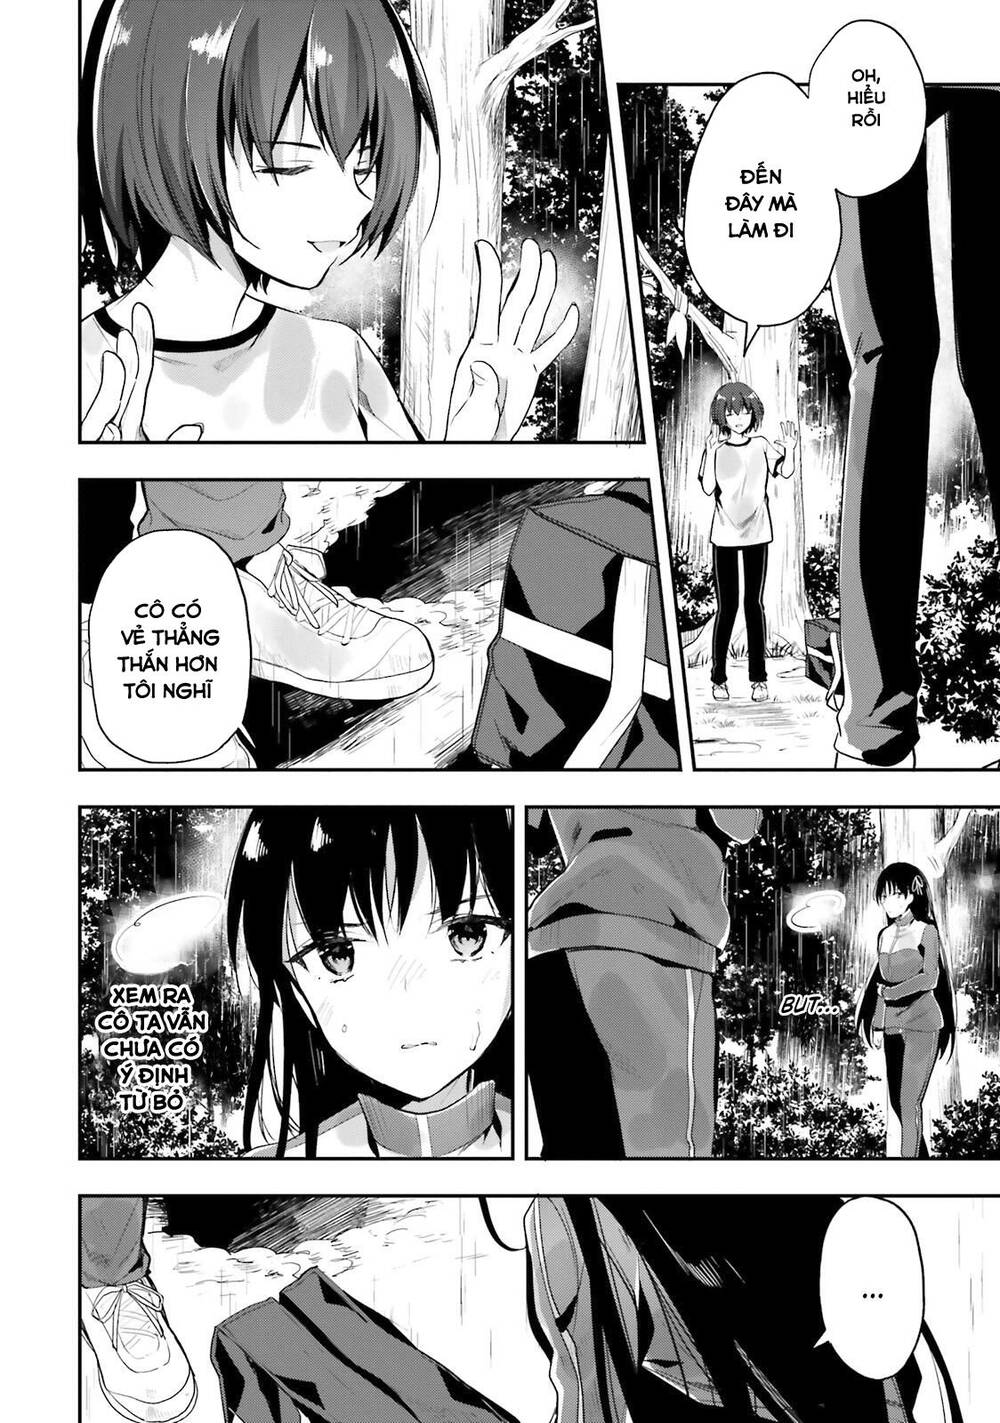 OH,
HIỂU
RỒI
ĐẾN
ĐÂY MÀ
LÀM ĐI
CÔ CÓ
VẺ THẲNG
THẮN HƠN
TÔI NGHĨ
BUT...
XEM RA
CÔ TA VẪN
CHƯA CÓ
Ý ĐỊNH
TỪ BỎ
...